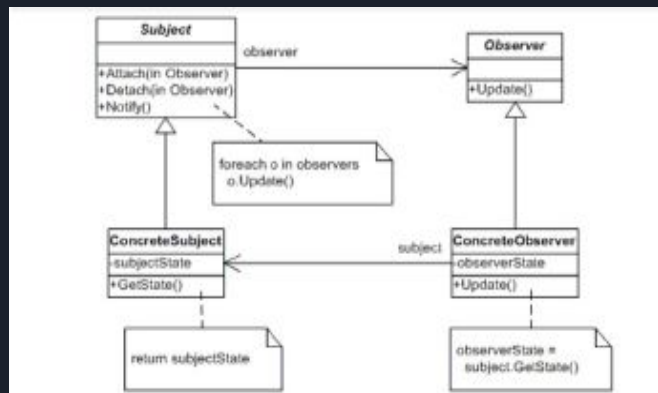 Subject
observer
Observer
+Attach(in Observer)
+Detach(in Observer)
+Notify()
+Update()
foreach o in observers
o.Update()
ConcreteSubject
-subjectState
+GetState()
subject
ConcreteObserver
-observerState
+Update()
return subjectState
observerState =
subject.GetState()